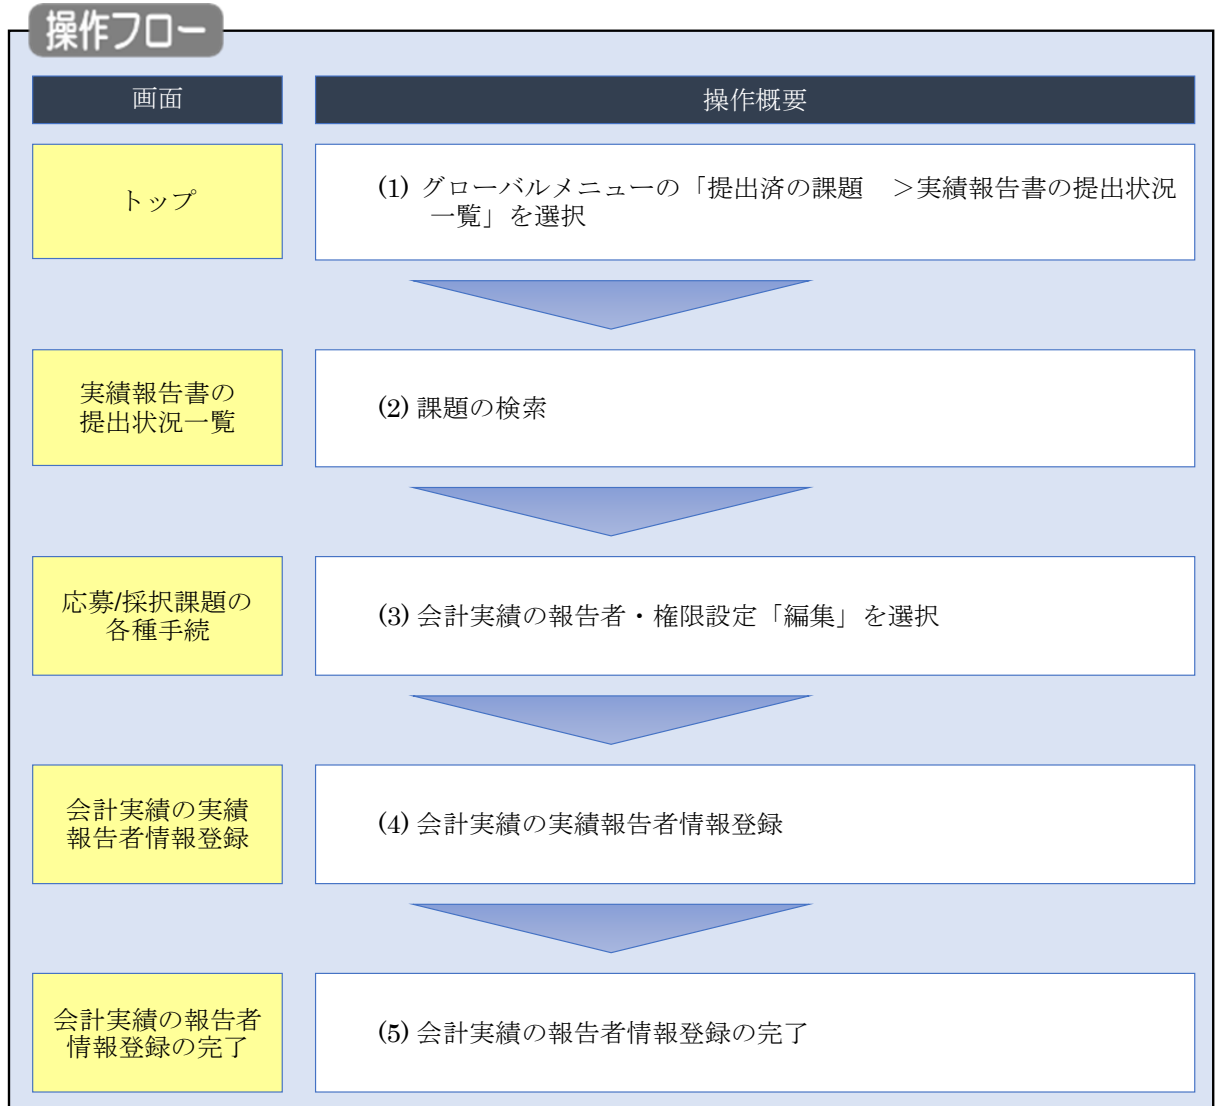 操作フロー
画面
操作概要
トップ
(1) グローバルメニューの「提出済の課題　＞実績報告書の提出状況
一覧」を選択
実績報告書の
提出状況一覧
(2) 課題の検索
応募/採択課題の
各種手続
(3) 会計実績の報告者・権限設定「編集」を選択
会計実績の実績
報告者情報登録
(4) 会計実績の実績報告者情報登録
会計実績の報告者
情報登録の完了
(5) 会計実績の報告者情報登録の完了